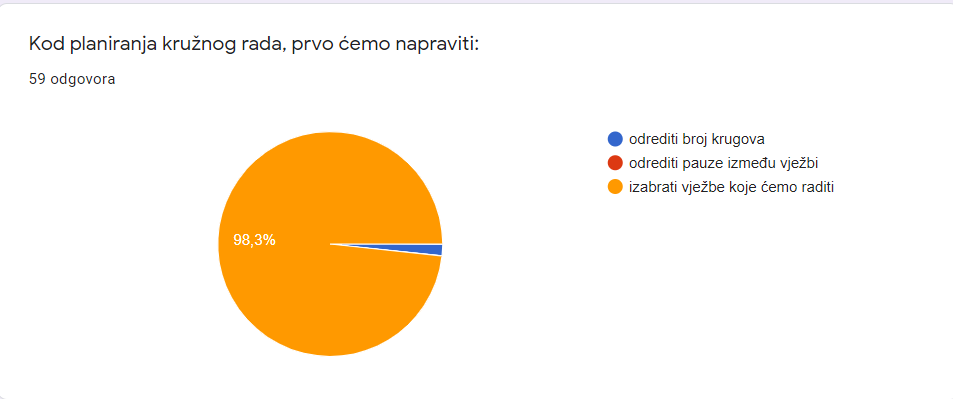 Kod planiranja kružnog rada, prvo ćemo napraviti:
59 odgovora
98,3%
odrediti broj krugova
odrediti pauze između vježbi
izabrati vježbe koje ćemo raditi